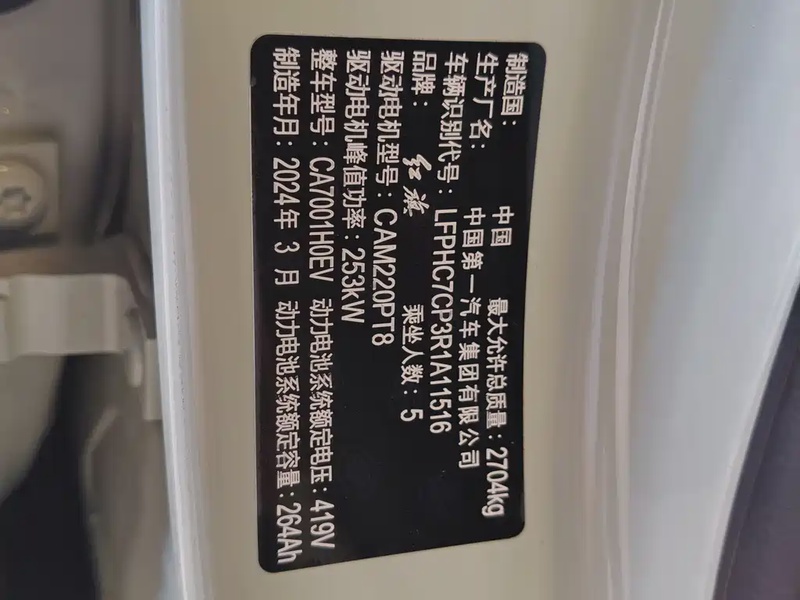 制造国： 中国 最大允许总质量：2704kg
生产厂名： 中国第一汽车集团有限公司
车辆识别代号：LFPHC7CP3R1A11516
品牌： 红旗 乘坐人数：5
驱动电机型号：CAM220PT8
驱动电机峰值功率：253kW
整车型号：CA7001H0EV 动力电池系统额定电压：419V
制造年月：2024年 3 月 动力电池系统额定容量：264Ah